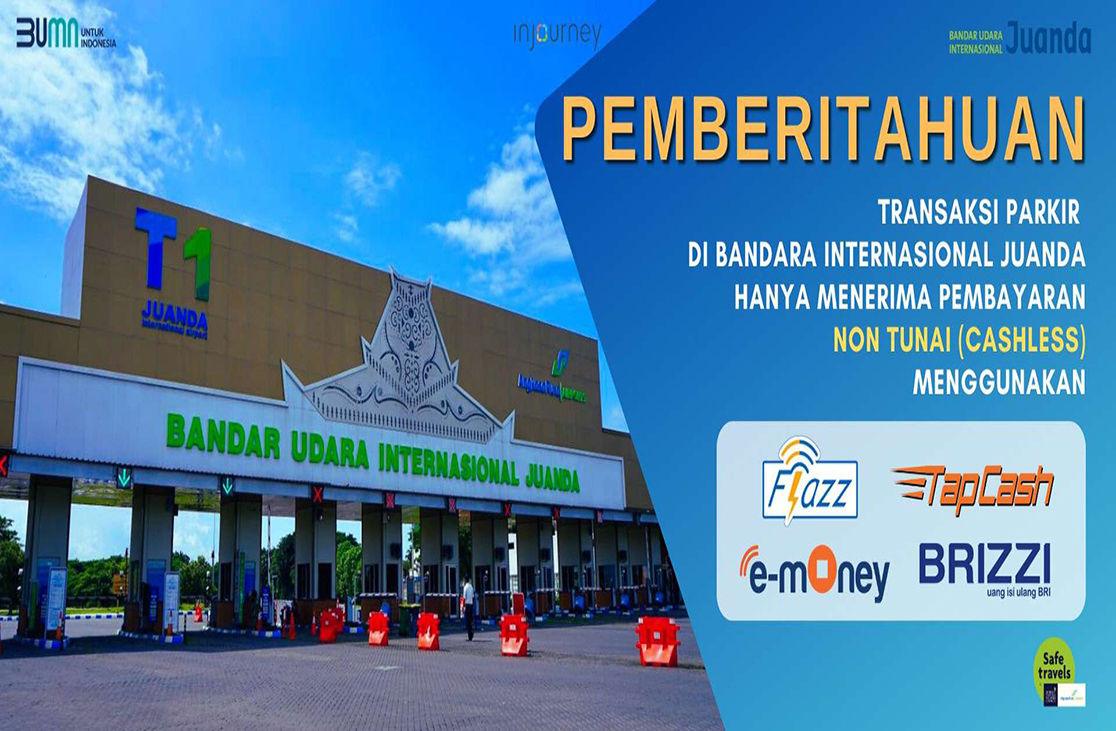 BUMN UNTUK
INDONESIA
injourney
BANDAR UDARA
INTERNASIONAL Juanda
PEMBERITAHUAN
TRANSAKSI PARKIR
DI BANDARA INTERNASIONAL JUANDA
HANYA MENERIMA PEMBAYARAN
NON TUNAI (CASHLESS)
MENGGUNAKAN
Flazz
TapCash
e-money
BRIZZI
uang isi ulang BRI
T1
JUANDA
international airport
BANDAR UDARA INTERNASIONAL JUANDA
Safe
travels